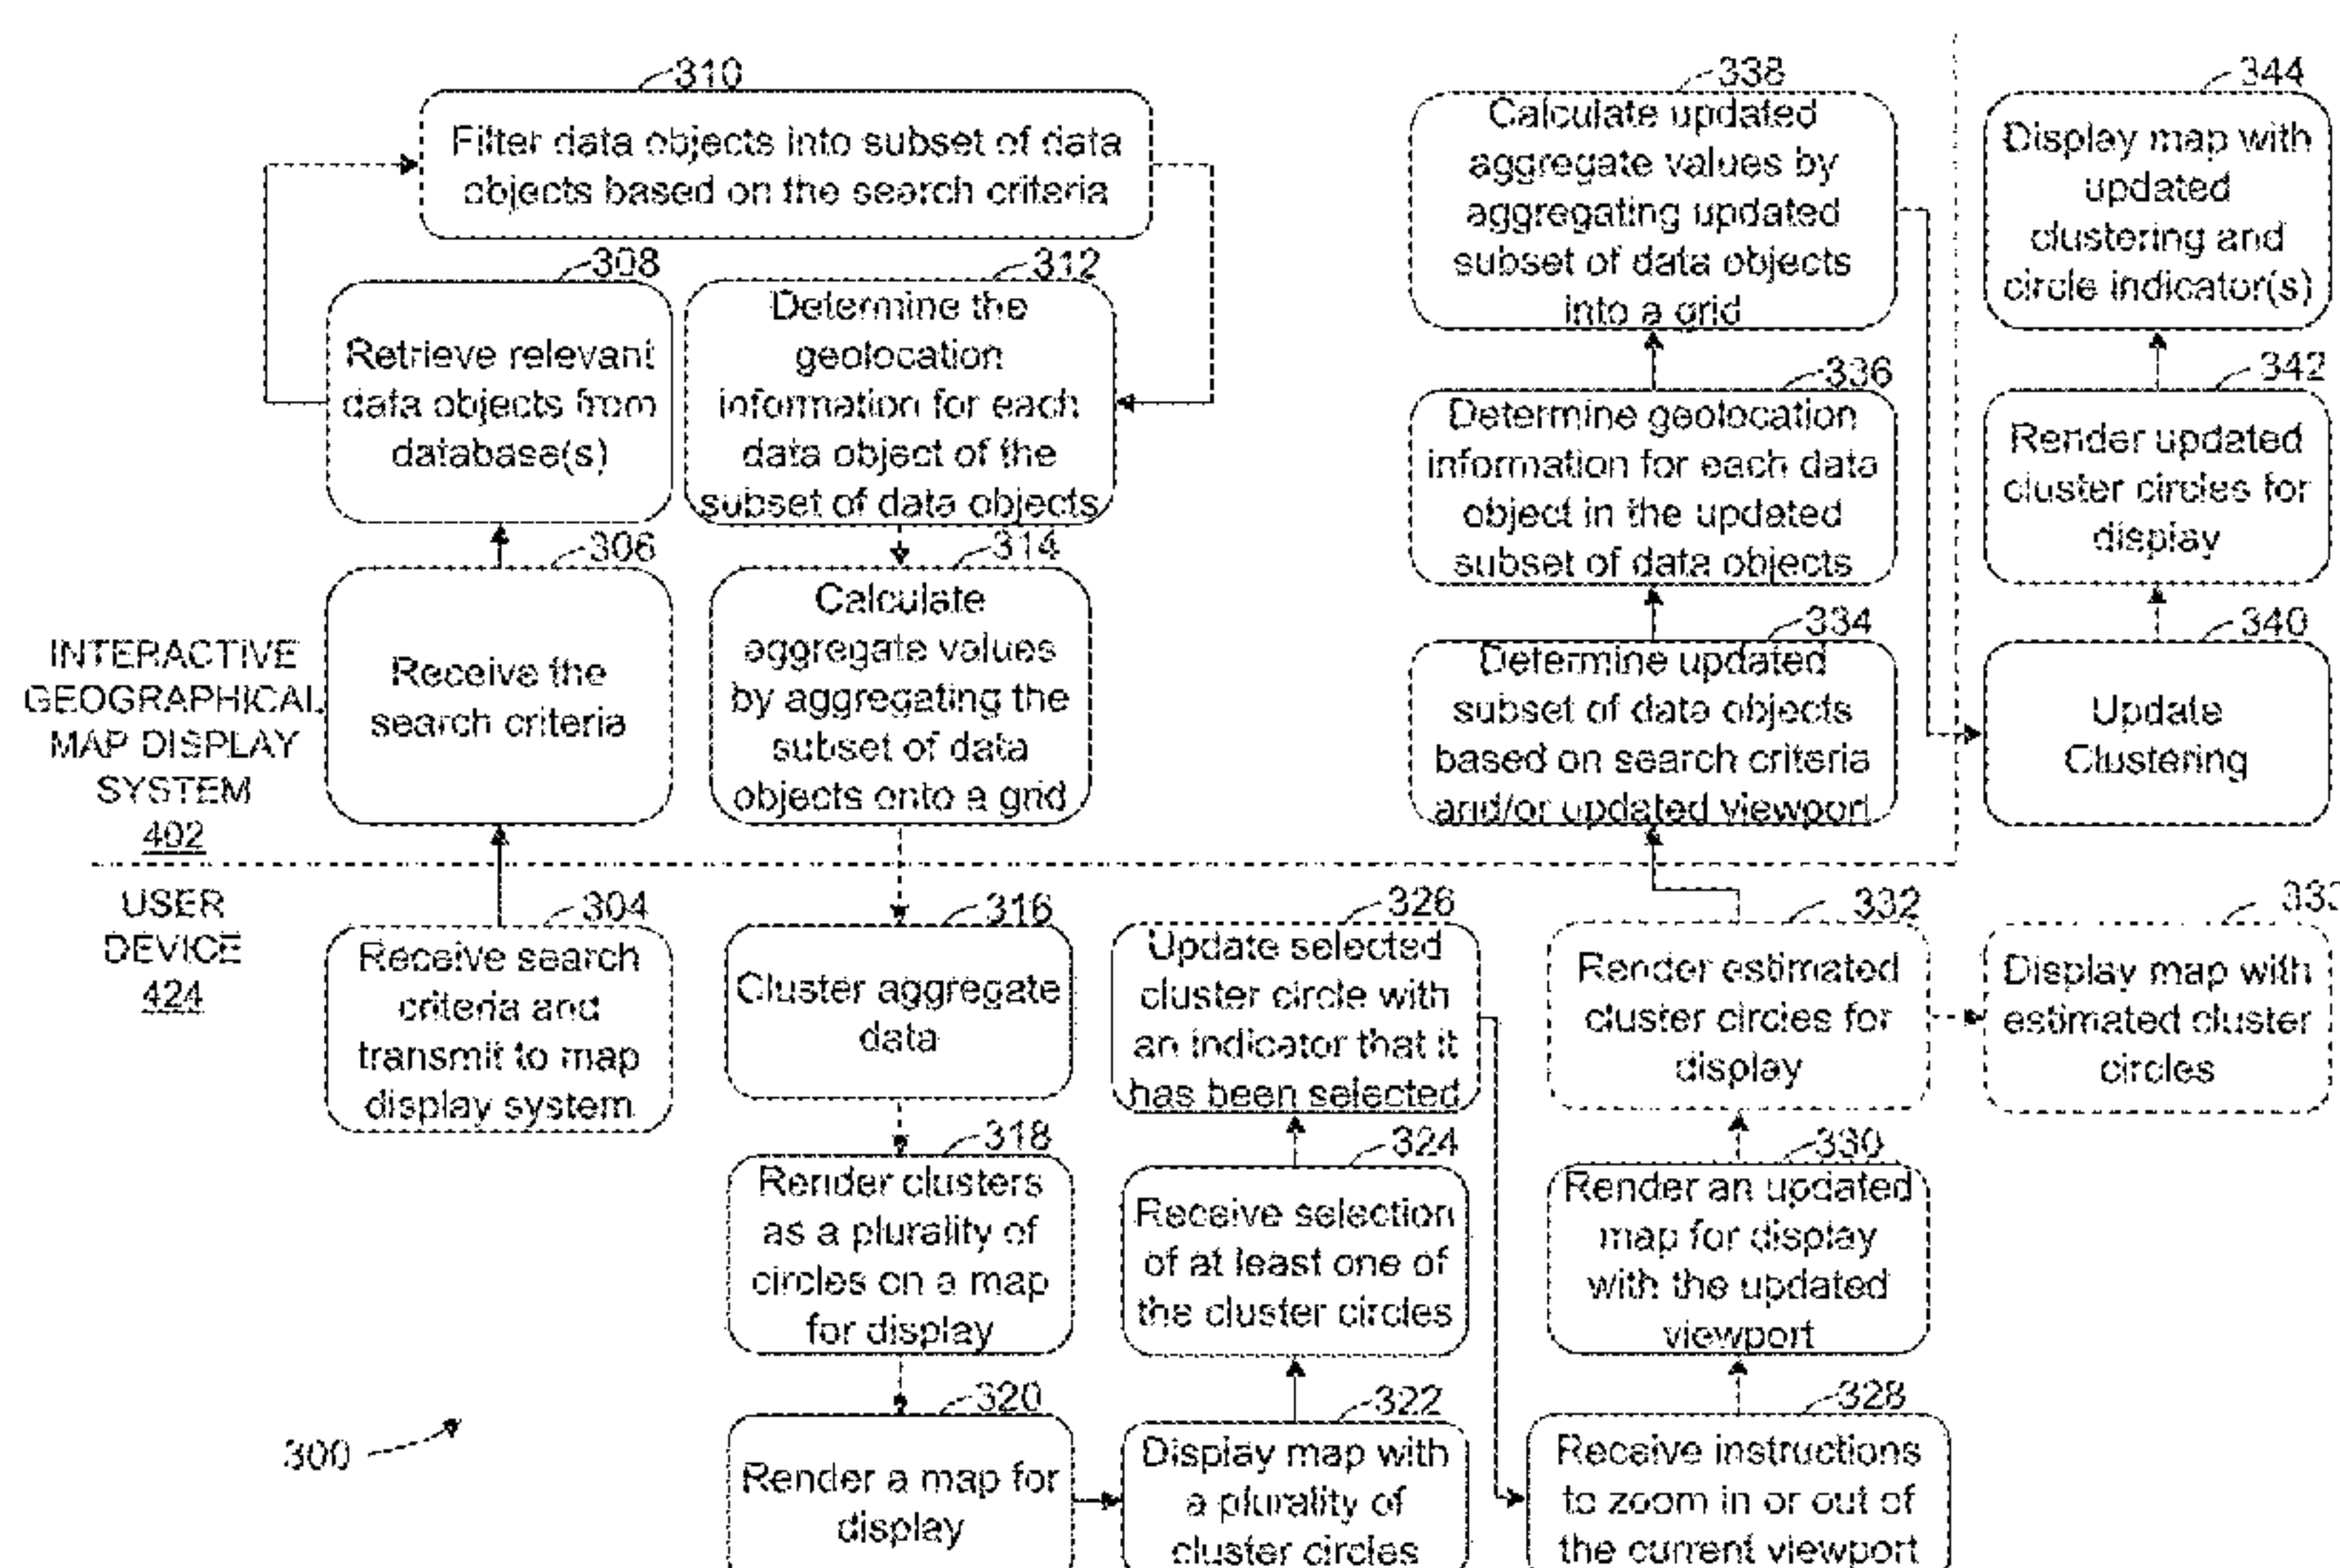 310
Filter data objects into subset of data
objects based on the search criteria
308
Retrieve relevant
data objects from
database(s)
312
Determine the
geolocation
information for each
data object of the
subset of data objects
306
Receive the
search criteria
314
Calculate
aggregate values
by aggregating the
subset of data
objects onto a grid
INTERACTIVE
GEOGRAPHICAL
MAP DISPLAY
SYSTEM
402
USER
DEVICE
424
304
Receive search
criteria and
transmit to map
display system
316
Cluster aggregate
data
318
Render clusters
as a plurality of
circles on a map
for display
320
Render a map for
display
322
Display map with
a plurality of
cluster circles
324
Receive selection
of at least one of
the cluster circles
326
Update selected
cluster circle with
an indicator that it
has been selected
328
Receive instructions
to zoom in or out of
the current viewport
330
Render an updated
map for display
with the updated
viewport
332
Render estimated
cluster circles for
display
333
Display map with
estimated cluster
circles
334
Determine updated
subset of data objects
based on search criteria
and/or updated viewport
336
Determine geolocation
information for each data
object in the updated
subset of data objects
338
Calculate updated
aggregate values by
aggregating updated
subset of data objects
into a grid
340
Update
Clustering
342
Render updated
cluster circles for
display
344
Display map with
updated
clustering and
circle indicator(s)
300